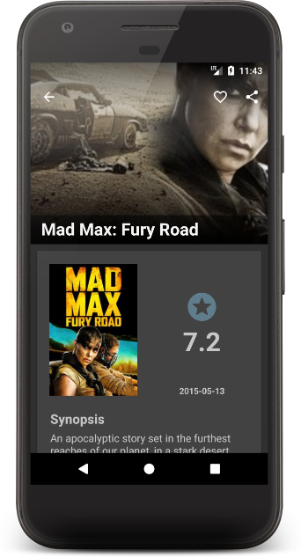 LTE 11:43
Mad Max: Fury Road
MAD
MAX
FURY ROAD
7.2
2015-05-13
Synopsis
An apocalyptic story set in the furthest
reaches of our planet, in a stark desert